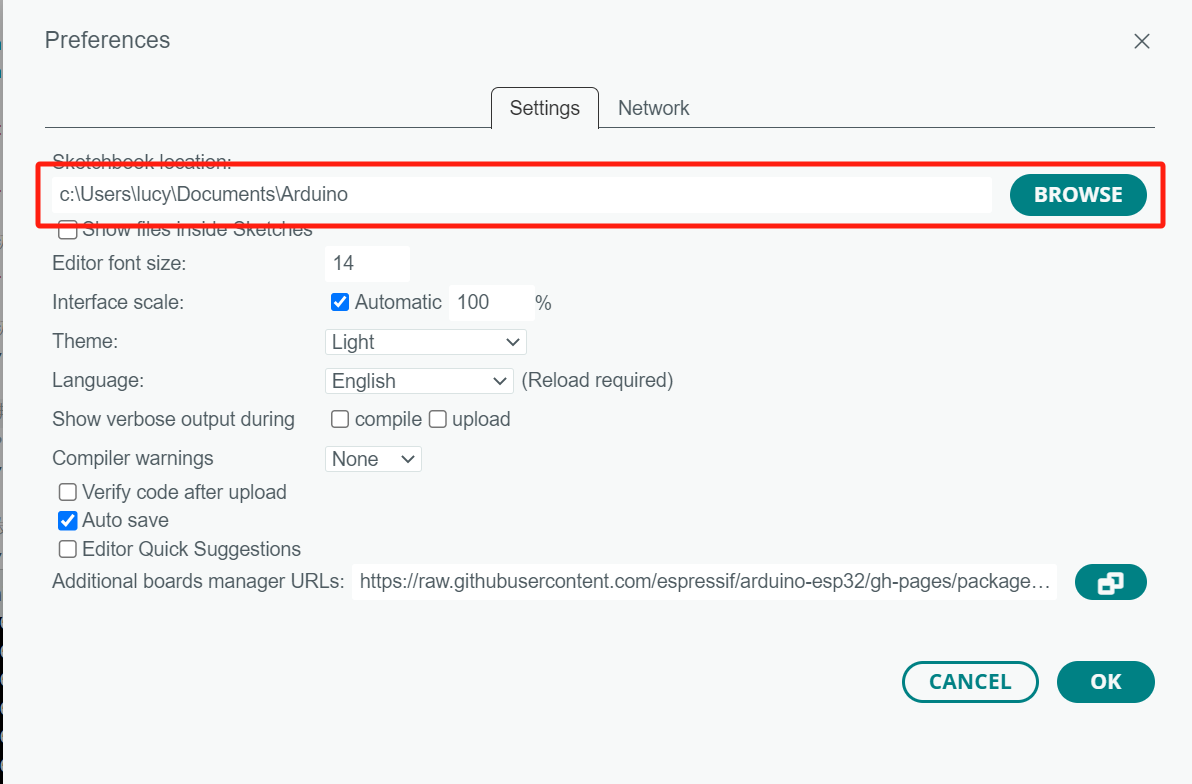 Preferences
Settings Network
Sketchbook location:
c:\Users\lucy\Documents\Arduino BROWSE
Show files inside Sketches
Editor font size: 14
Interface scale: Automatic 100 %
Theme: Light
Language: English (Reload required)
Show verbose output during compile upload
Compiler warnings None
Verify code after upload
Auto save
Editor Quick Suggestions
Additional boards manager URLs: https://raw.githubusercontent.com/espressif/arduino-esp32/gh-pages/package…
CANCEL OK